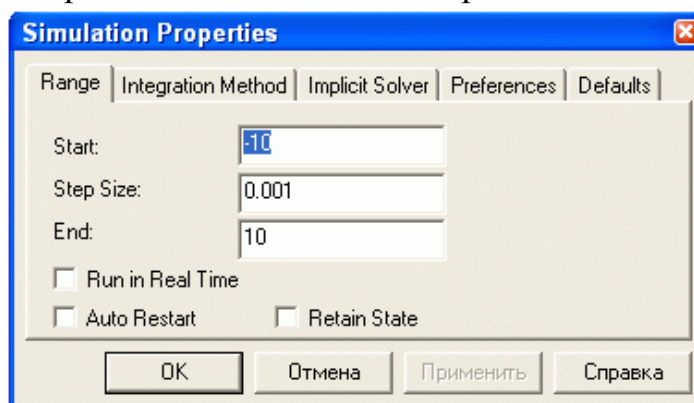 Simulation Properties
Range Integration Method Implicit Solver Preferences Defaults
Start: -10
Step Size: 0.001
End: 10
Run in Real Time
Auto Restart Retain State
OK Отмена Применить Справка